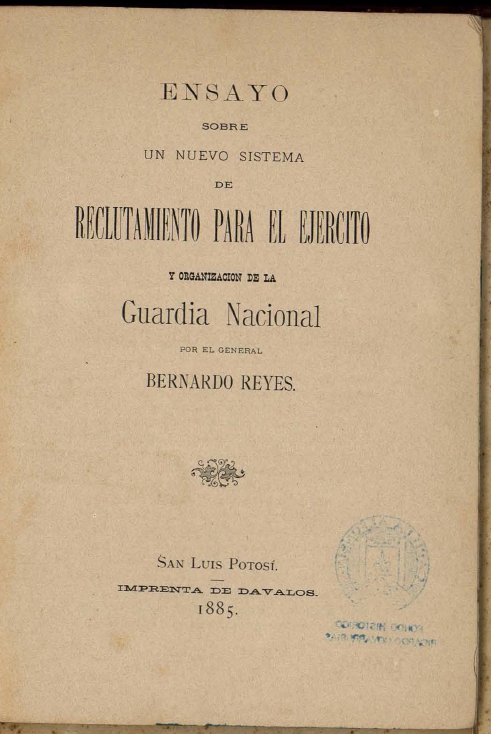 ENSAYO
SOBRE
UN NUEVO SISTEMA
DE
RECLUTAMIENTO PARA EL EJERCITO
Y ORGANIZACION DE LA
Guardia Nacional
POR EL GENERAL
BERNARDO REYES.
SAN LUIS POTOSÍ.
IMPRENTA DE DAVALOS.
1885.